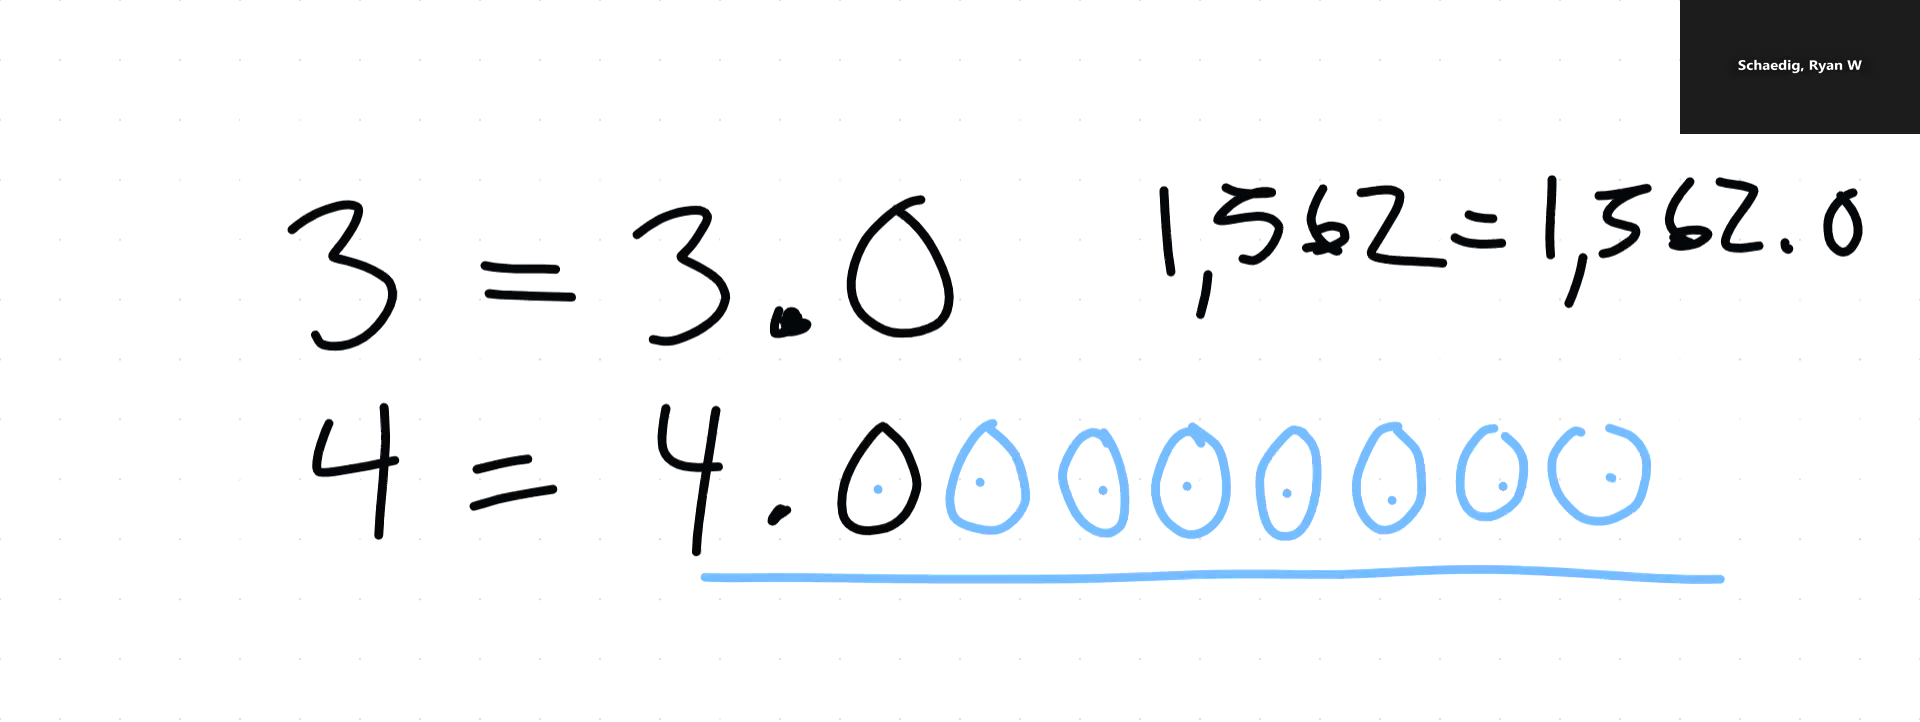 Schaedig, Ryan W
3 = 3.0
1,562 = 1,562.0
4 = 4.00000000